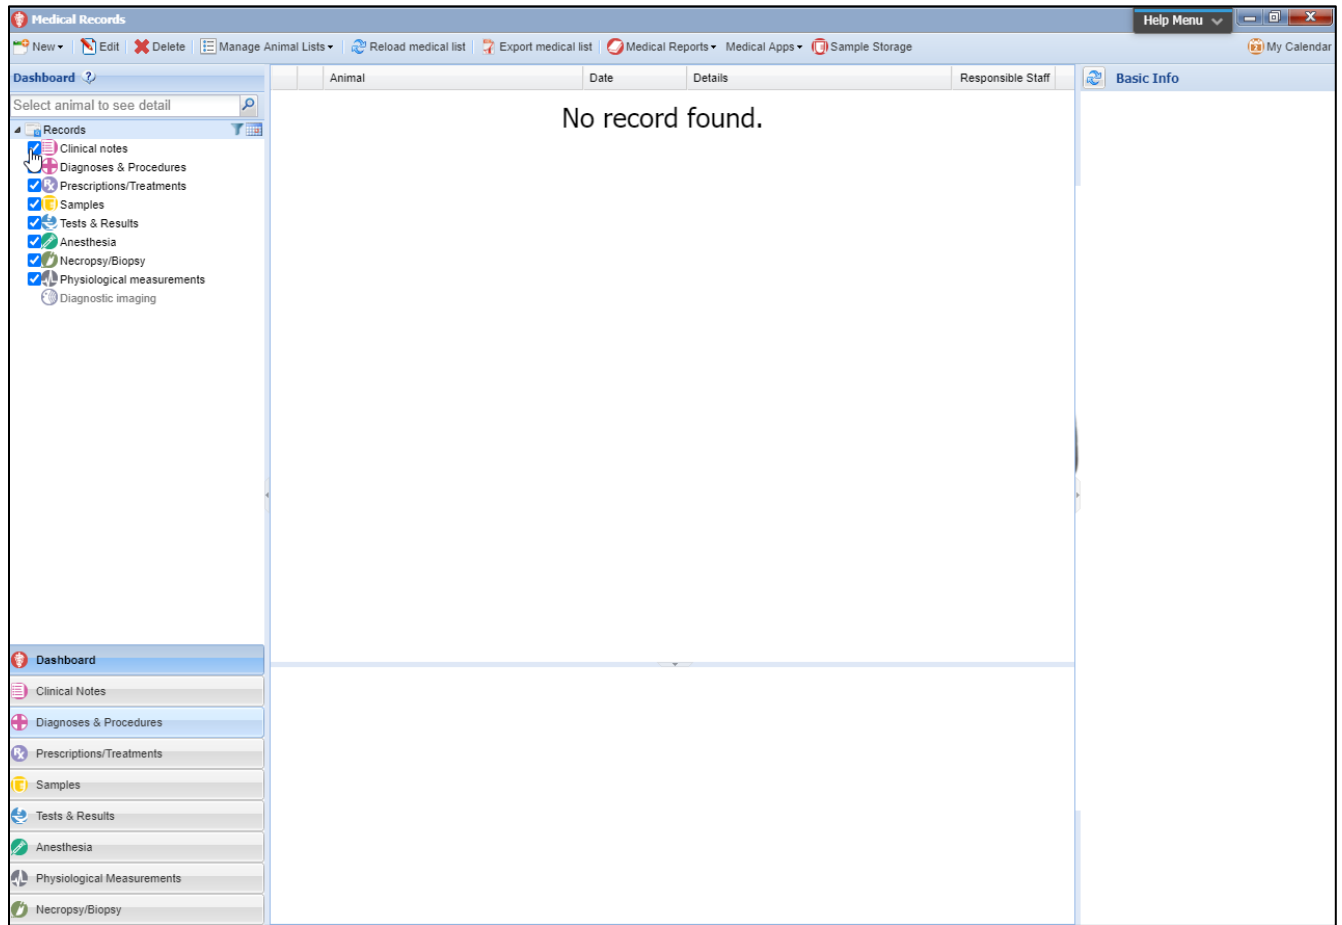 Medical Records
Help Menu
New Edit Delete Manage Animal Lists Reload medical list Export medical list Medical Reports Medical Apps Sample Storage My Calendar
Dashboard
Animal Date Details Responsible Staff
Basic Info
Select animal to see detail
No record found.
Records
Clinical notes
Diagnoses & Procedures
Prescriptions/Treatments
Samples
Tests & Results
Anesthesia
Necropsy/Biopsy
Physiological measurements
Diagnostic imaging
Dashboard
Clinical Notes
Diagnoses & Procedures
Prescriptions/Treatments
Samples
Tests & Results
Anesthesia
Physiological Measurements
Necropsy/Biopsy